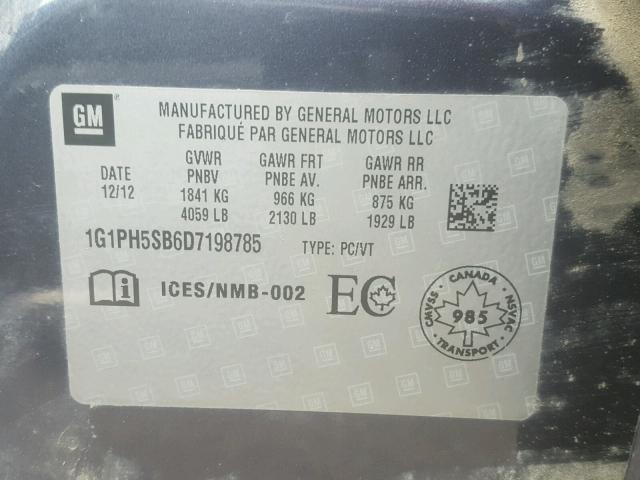 GM
MANUFACTURED BY GENERAL MOTORS LLC
FABRIQUÉ PAR GENERAL MOTORS LLC
DATE
12/12
GVWR
PNBV
1841 KG
4059 LB
GAWR FRT
PNBE AV.
966 KG
2130 LB
GAWR RR
PNBE ARR.
875 KG
1929 LB
1G1PH5SB6D7198785 TYPE: PC/VT
ICES/NMB-002
EC
CANADA
CMVSS
NSVAC
985
TRANSPORT